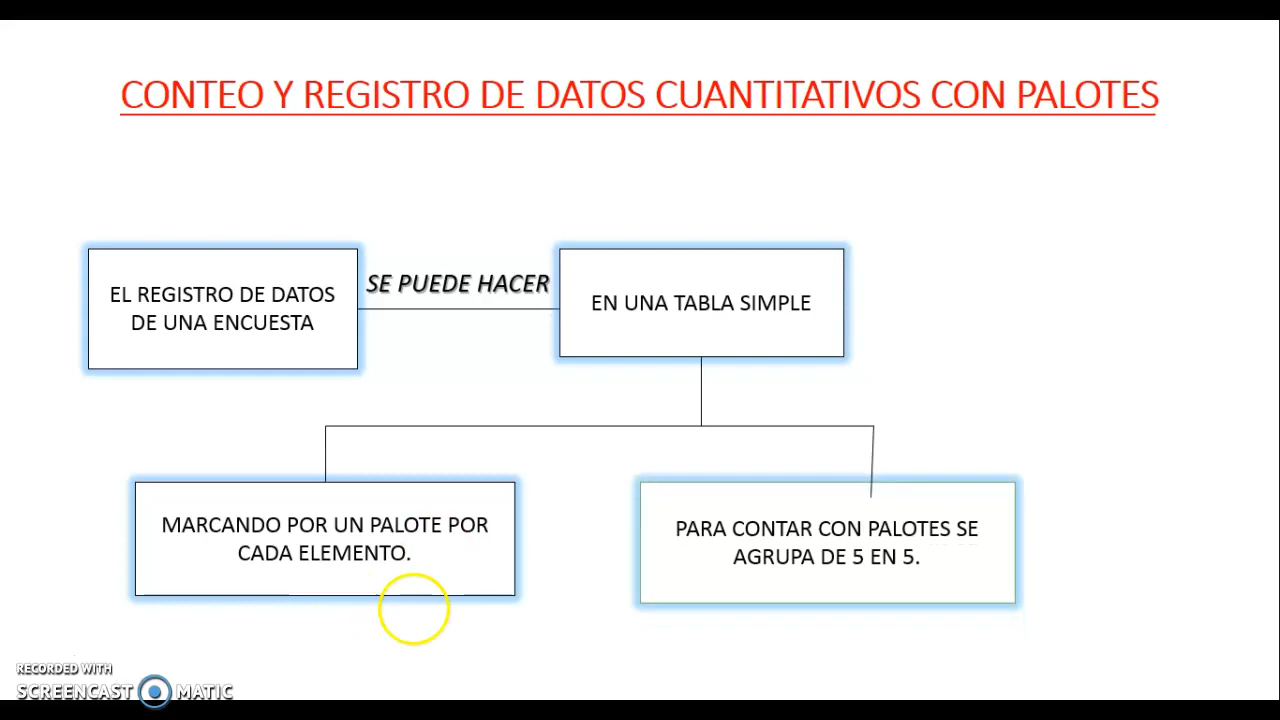 CONTEO Y REGISTRO DE DATOS CUANTITATIVOS CON PALOTES
EL REGISTRO DE DATOS
DE UNA ENCUESTA
SE PUEDE HACER
EN UNA TABLA SIMPLE
MARCANDO POR UN PALOTE POR
CADA ELEMENTO.
PARA CONTAR CON PALOTES SE
AGRUPA DE 5 EN 5.
RECORDED WITH
SCREENCAST MATIC